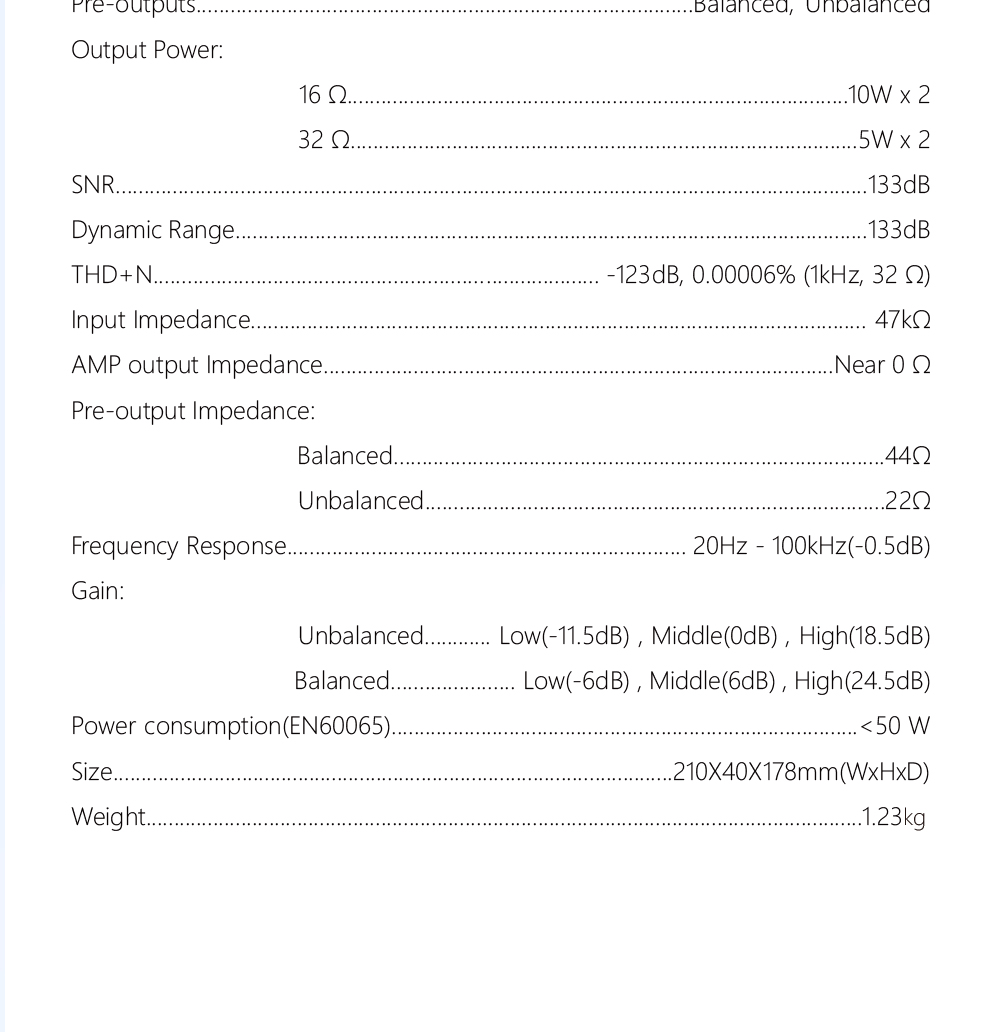 Pre-outputs......................................................................................Balanced, Unbalanced
Output Power:
16 Ω.......................................................................................10W x 2
32 Ω.........................................................................................5W x 2
SNR...................................................................................................................................133dB
Dynamic Range..............................................................................................................133dB
THD+N.............................................................................. -123dB, 0.00006% (1kHz, 32 Ω)
Input Impedance........................................................................................................... 47kΩ
AMP output Impedance.........................................................................................Near 0 Ω
Pre-output Impedance:
Balanced.....................................................................................44Ω
Unbalanced................................................................................22Ω
Frequency Response..................................................................... 20Hz - 100kHz(-0.5dB)
Gain:
Unbalanced........... Low(-11.5dB) , Middle(0dB) , High(18.5dB)
Balanced..................... Low(-6dB) , Middle(6dB) , High(24.5dB)
Power consumption(EN60065).................................................................................<50 W
Size.................................................................................................210X40X178mm(WxHxD)
Weight............................................................................................................................1.23kg